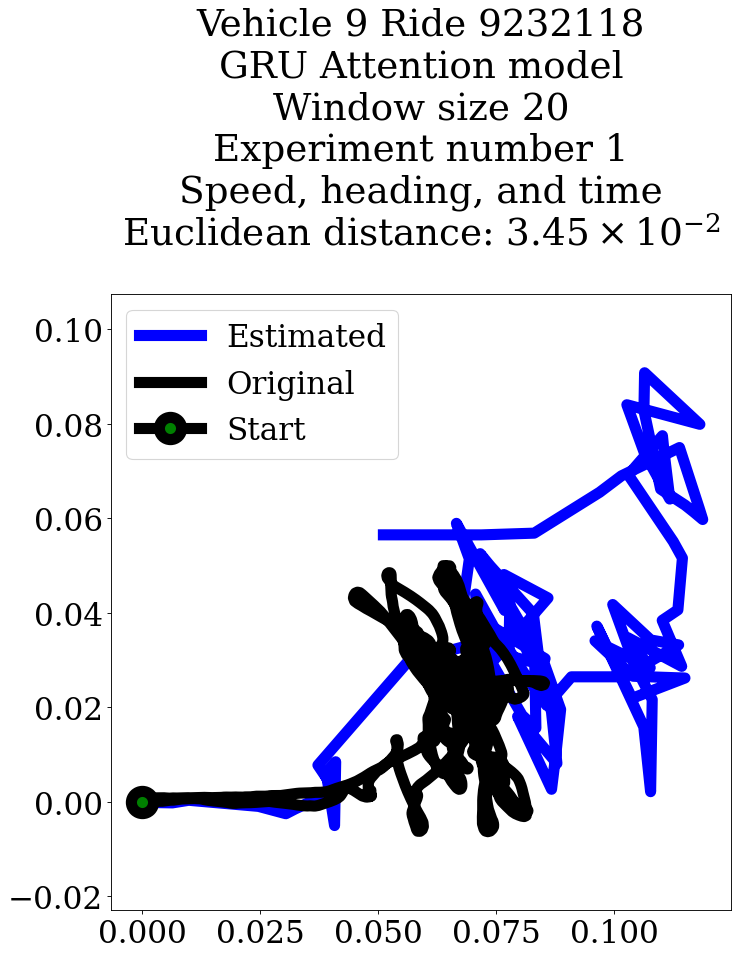 Vehicle 9 Ride 9232118
GRU Attention model
Window size 20
Experiment number 1
Speed, heading, and time
Euclidean distance: 3.45 × 10⁻²
Estimated
Original
Start
0.10
0.08
0.06
0.04
0.02
0.00
−0.02
0.000 0.025 0.050 0.075 0.100